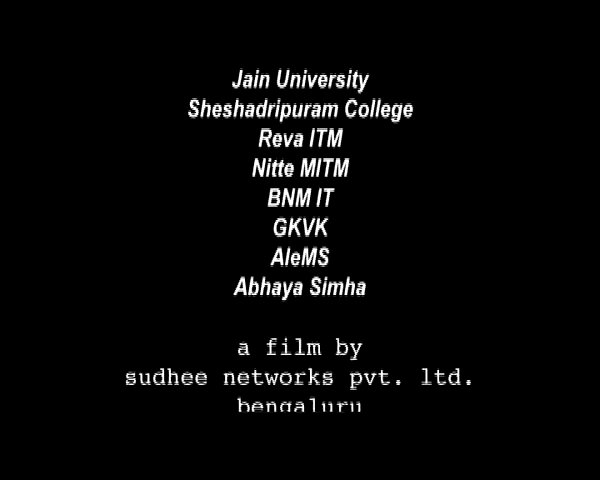 Jain University
Sheshadripuram College
Reva ITM
Nitte MITM
BNM IT
GKVK
AleMS
Abhaya Simha
a film by
sudhee networks pvt. ltd.
bengaluru